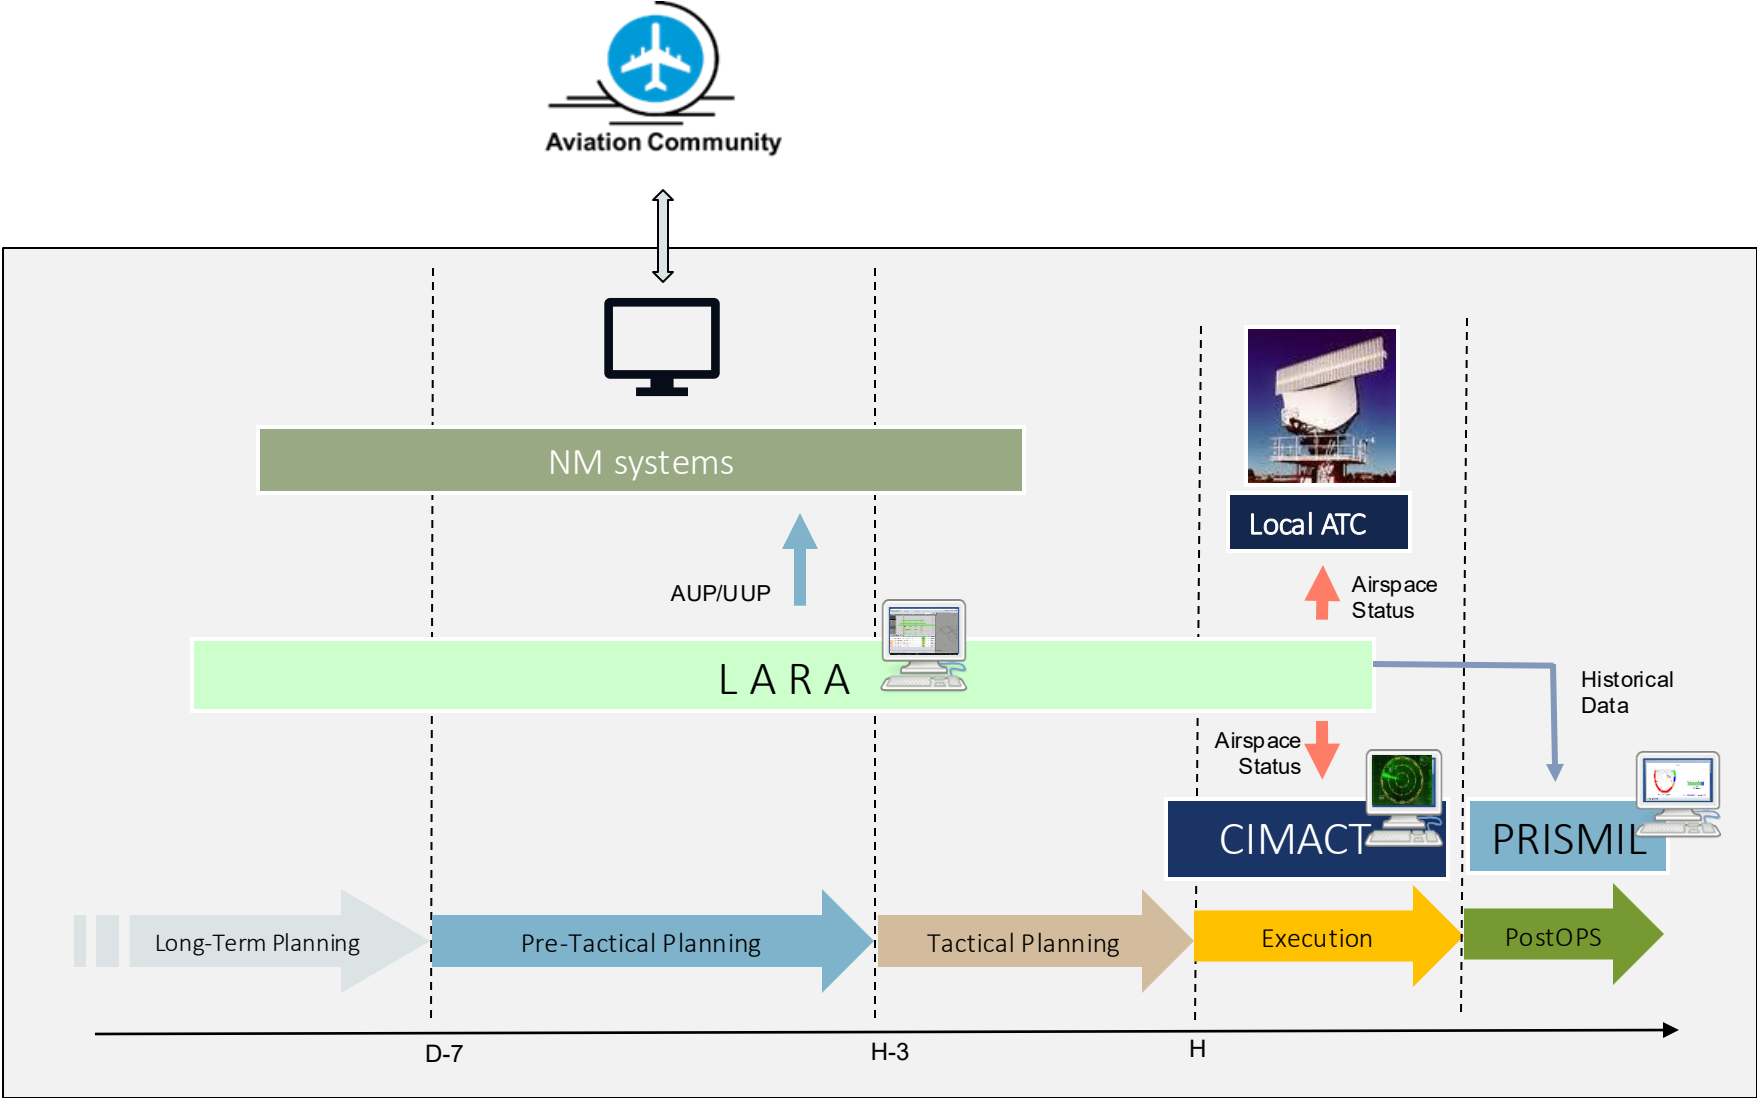 Aviation Community
NM systems
Local ATC
AUP/UUP
Airspace
Status
L A R A
Historical
Data
Airspace
Status
CIMACT
PRISMIL
Long-Term Planning
Pre-Tactical Planning
Tactical Planning
Execution
PostOPS
D-7
H-3
H